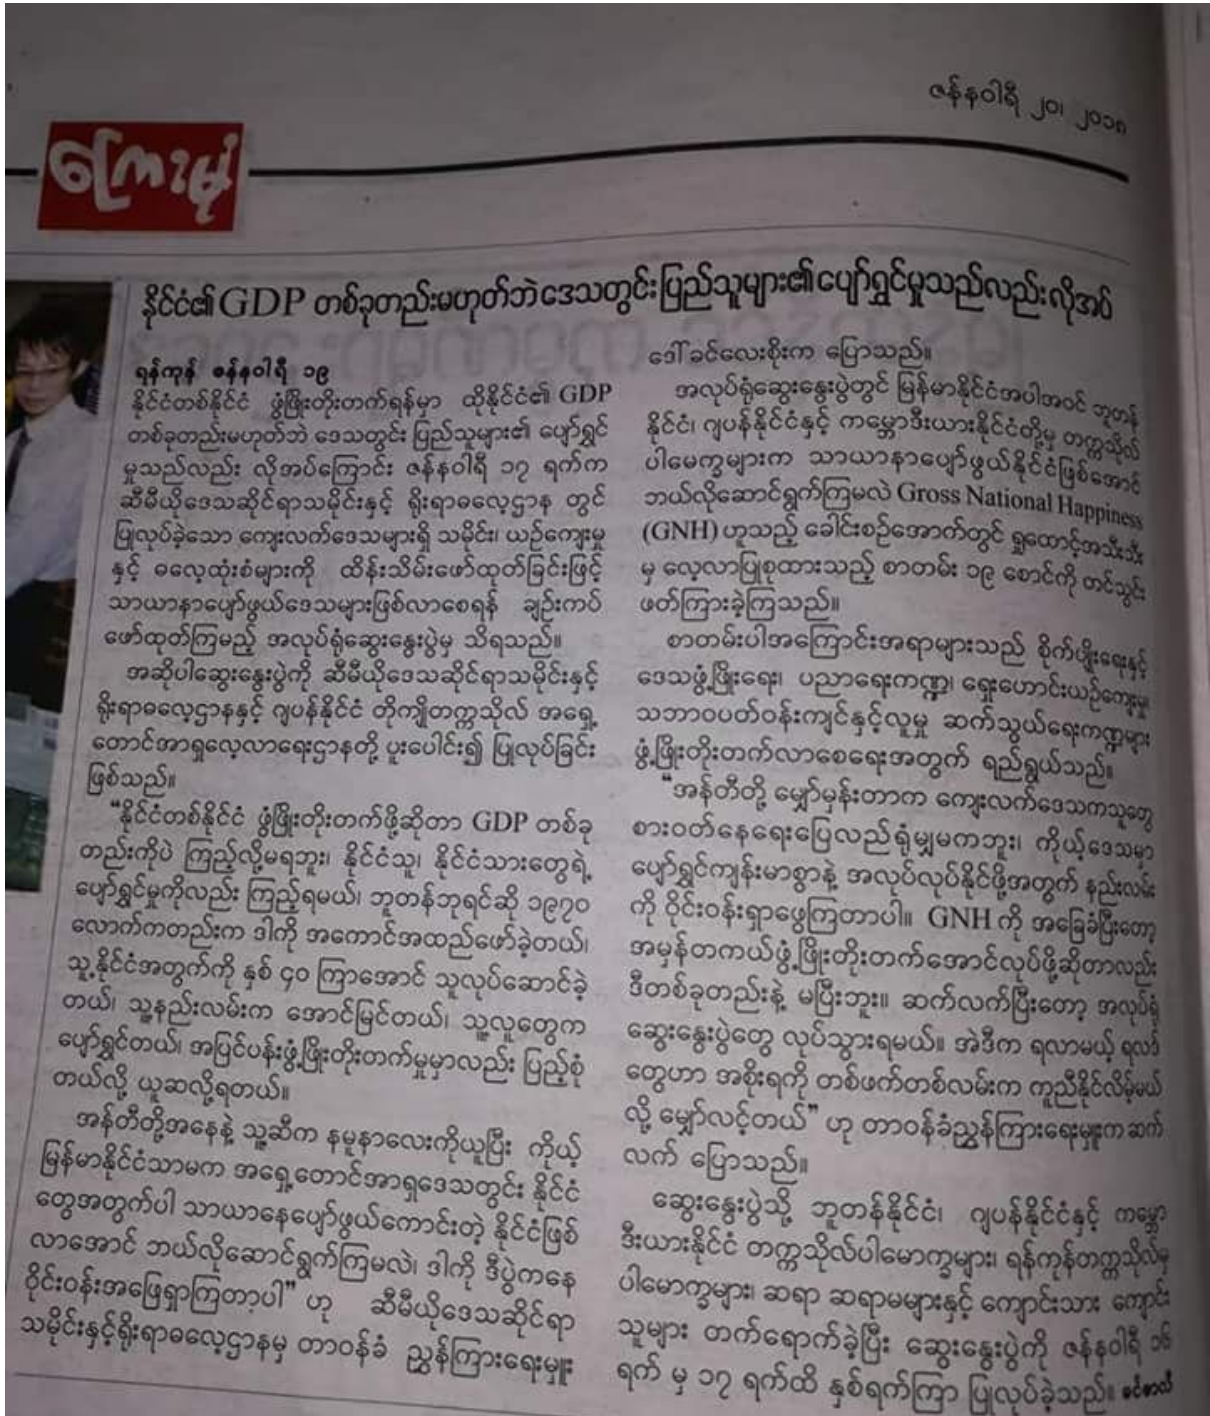 ဇန်နဝါရီ ၂၀၊ ၂၀၁၈
ကြေးမုံ
နိုင်ငံ၏ GDP တစ်ခုတည်းမဟုတ်ဘဲ ဒေသတွင်း ပြည်သူများ၏ ပျော်ရွှင်မှုသည်လည်း လိုအပ်
ရန်ကုန် ဇန်နဝါရီ ၁၉
နိုင်ငံတစ်နိုင်ငံ ဖွံ့ဖြိုးတိုးတက်ရန်မှာ ထိုနိုင်ငံ၏ GDP
တစ်ခုတည်းမဟုတ်ဘဲ ဒေသတွင်း ပြည်သူများ၏ ပျော်ရွှင်
မှုသည်လည်း လိုအပ်ကြောင်း ဇန်နဝါရီ ၁၇ ရက်က
ဆီမီယိုဒေသဆိုင်ရာသမိုင်းနှင့် ရိုးရာဓလေ့ဌာန တွင်
ပြုလုပ်ခဲ့သော ကျေးလက်ဒေသများရှိ သမိုင်း၊ ယဉ်ကျေးမှု
နှင့် ဓလေ့ထုံးစံများကို ထိန်းသိမ်းဖော်ထုတ်ခြင်းဖြင့်
သာယာနာပျော်ဖွယ်ဒေသများဖြစ်လာစေရန် ချဉ်းကပ်
ဖော်ထုတ်ကြမည့် အလုပ်ရုံဆွေးနွေးပွဲမှ သိရသည်။
အဆိုပါဆွေးနွေးပွဲကို ဆီမီယိုဒေသဆိုင်ရာသမိုင်းနှင့်
ရိုးရာဓလေ့ဌာနနှင့် ဂျပန်နိုင်ငံ တိုကျိုတက္ကသိုလ် အရှေ့
တောင်အာရှလေ့လာရေးဌာနတို့ ပူးပေါင်း၍ ပြုလုပ်ခြင်း
ဖြစ်သည်။
“နိုင်ငံတစ်နိုင်ငံ ဖွံ့ဖြိုးတိုးတက်ဖို့ဆိုတာ GDP တစ်ခု
တည်းကိုပဲ ကြည့်လို့မရဘူး၊ နိုင်ငံသူ၊ နိုင်ငံသားတွေရဲ့
ပျော်ရွှင်မှုကိုလည်း ကြည့်ရမယ်၊ ဘူတန်ဘုရင်ဆို ၁၉၇၀
လောက်ကတည်းက ဒါကို အကောင်အထည်ဖော်ခဲ့တယ်၊
သူ့နိုင်ငံအတွက်ကို နှစ် ၄၀ ကြာအောင် သူလုပ်ဆောင်ခဲ့
တယ်၊ သူ့နည်းလမ်းက အောင်မြင်တယ်၊ သူ့လူတွေက
ပျော်ရွှင်တယ်၊ အပြင်ပန်းဖွံ့ဖြိုးတိုးတက်မှုမှာလည်း ပြည့်စုံ
တယ်လို့ ယူဆလို့ရတယ်။
အန်တီတို့အနေနဲ့ သူ့ဆီက နမူနာလေးကိုယူပြီး ကိုယ့်
မြန်မာနိုင်ငံသာမက အရှေ့တောင်အာရှဒေသတွင်း နိုင်ငံ
တွေအတွက်ပါ သာယာနေပျော်ဖွယ်ကောင်းတဲ့ နိုင်ငံဖြစ်
လာအောင် ဘယ်လိုဆောင်ရွက်ကြမလဲ၊ ဒါကို ဒီပွဲကနေ
ဝိုင်းဝန်းအဖြေရှာကြတာပါ” ဟု ဆီမီယိုဒေသဆိုင်ရာ
သမိုင်းနှင့်ရိုးရာဓလေ့ဌာနမှ တာဝန်ခံ ညွှန်ကြားရေးမှူး
ဒေါ်ခင်လေးစိုးက ပြောသည်။
အလုပ်ရုံဆွေးနွေးပွဲတွင် မြန်မာနိုင်ငံအပါအဝင် ဘူတန်
နိုင်ငံ၊ ဂျပန်နိုင်ငံနှင့် ကမ္ဘောဒီးယားနိုင်ငံတို့မှ တက္ကသိုလ်
ပါမောက္ခများက သာယာနာပျော်ဖွယ်နိုင်ငံဖြစ်အောင်
ဘယ်လိုဆောင်ရွက်ကြမလဲ Gross National Happiness
(GNH) ဟူသည့် ခေါင်းစဉ်အောက်တွင် ရှုထောင့်အသီးသီး
မှ လေ့လာပြုစုထားသည့် စာတမ်း ၁၉ စောင်ကို တင်သွင်း
ဖတ်ကြားခဲ့ကြသည်။
စာတမ်းပါအကြောင်းအရာများသည် စိုက်ပျိုးရေးနှင့်
ဒေသဖွံ့ဖြိုးရေး၊ ပညာရေးကဏ္ဍ၊ ရှေးဟောင်းယဉ်ကျေးမှု၊
သဘာဝပတ်ဝန်းကျင်နှင့်လူမှု ဆက်သွယ်ရေးကဏ္ဍများ
ဖွံ့ဖြိုးတိုးတက်လာစေရေးအတွက် ရည်ရွယ်သည်။
“အန်တီတို့ မျှော်မှန်းတာက ကျေးလက်ဒေသကသူတွေ
စားဝတ်နေရေးပြေလည်ရုံမျှမကဘူး၊ ကိုယ့်ဒေသမှာ
ပျော်ရွှင်ကျန်းမာစွာနဲ့ အလုပ်လုပ်နိုင်ဖို့အတွက် နည်းလမ်း
ကို ဝိုင်းဝန်းရှာဖွေကြတာပါ။ GNH ကို အခြေခံပြီးတော့
အမှန်တကယ်ဖွံ့ဖြိုးတိုးတက်အောင်လုပ်ဖို့ဆိုတာလည်း
ဒီတစ်ခုတည်းနဲ့ မပြီးဘူး။ ဆက်လက်ပြီးတော့ အလုပ်ရုံ
ဆွေးနွေးပွဲတွေ လုပ်သွားရမယ်။ အဲဒီက ရလာမယ့် ရလဒ်
တွေဟာ အစိုးရကို တစ်ဖက်တစ်လမ်းက ကူညီနိုင်လိမ့်မယ်
လို့ မျှော်လင့်တယ်” ဟု တာဝန်ခံညွှန်ကြားရေးမှူးကဆက်
လက် ပြောသည်။
ဆွေးနွေးပွဲသို့ ဘူတန်နိုင်ငံ၊ ဂျပန်နိုင်ငံနှင့် ကမ္ဘော
ဒီးယားနိုင်ငံ တက္ကသိုလ်ပါမောက္ခများ၊ ရန်ကုန်တက္ကသိုလ်မှ
ပါမောက္ခများ၊ ဆရာ ဆရာမများနှင့် ကျောင်းသား ကျောင်း
သူများ တက်ရောက်ခဲ့ပြီး ဆွေးနွေးပွဲကို ဇန်နဝါရီ ၁၆
ရက် မှ ၁၇ ရက်ထိ နှစ်ရက်ကြာ ပြုလုပ်ခဲ့သည်။